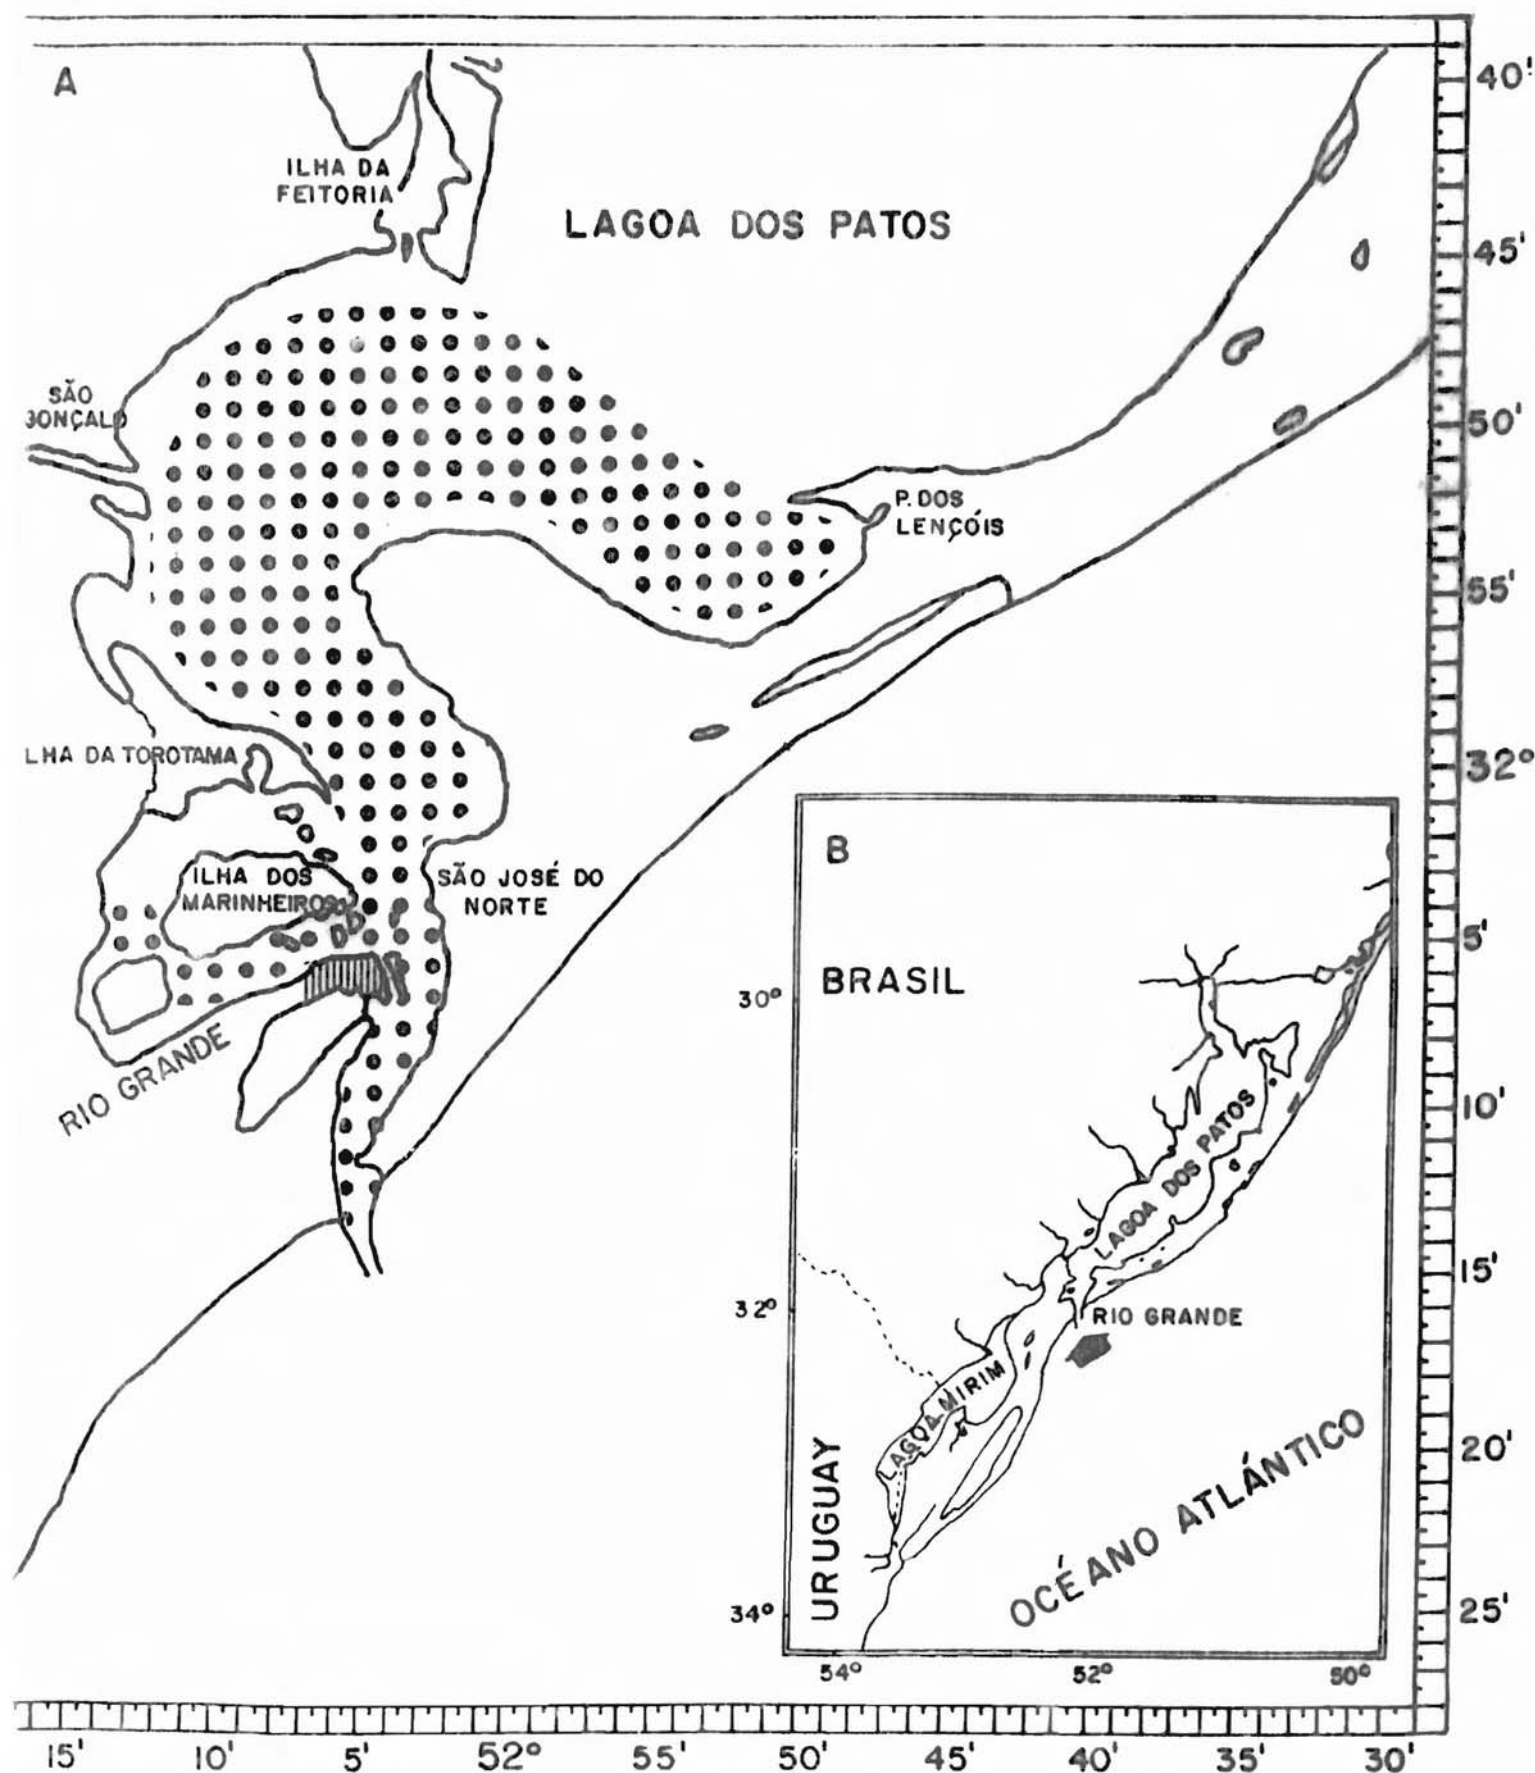 A
40'
ILHA DA
FEITORIA
LAGOA DOS PATOS
45'
SÃO
GONÇALO
50'
P. DOS
LENÇÓIS
55'
LHA DA TOROTAMA
32°
B
ILHA DOS
MARINHEIROS
SÃO JOSÉ DO
NORTE
5'
BRASIL
30°
RIO GRANDE
LAGOA DOS PATOS
10'
15'
32°
RIO GRANDE
LAGOA MIRIM
URUGUAY
OCÉANO ATLÁNTICO
20'
34°
25'
54°
52°
50°
15'
10'
5'
52°
55'
50'
45'
40'
35'
30'